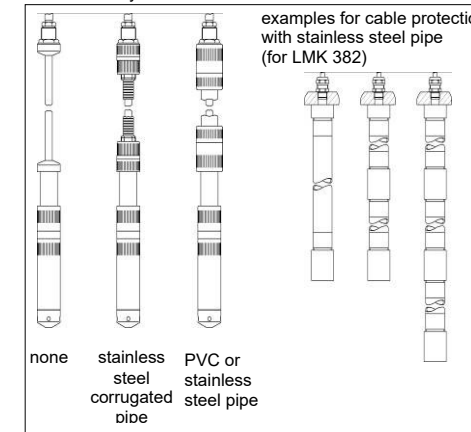 examples for cable protectio
with stainless steel pipe
(for LMK 382)
none
stainless
steel
corrugated
pipe
PVC or
stainless
steel pipe